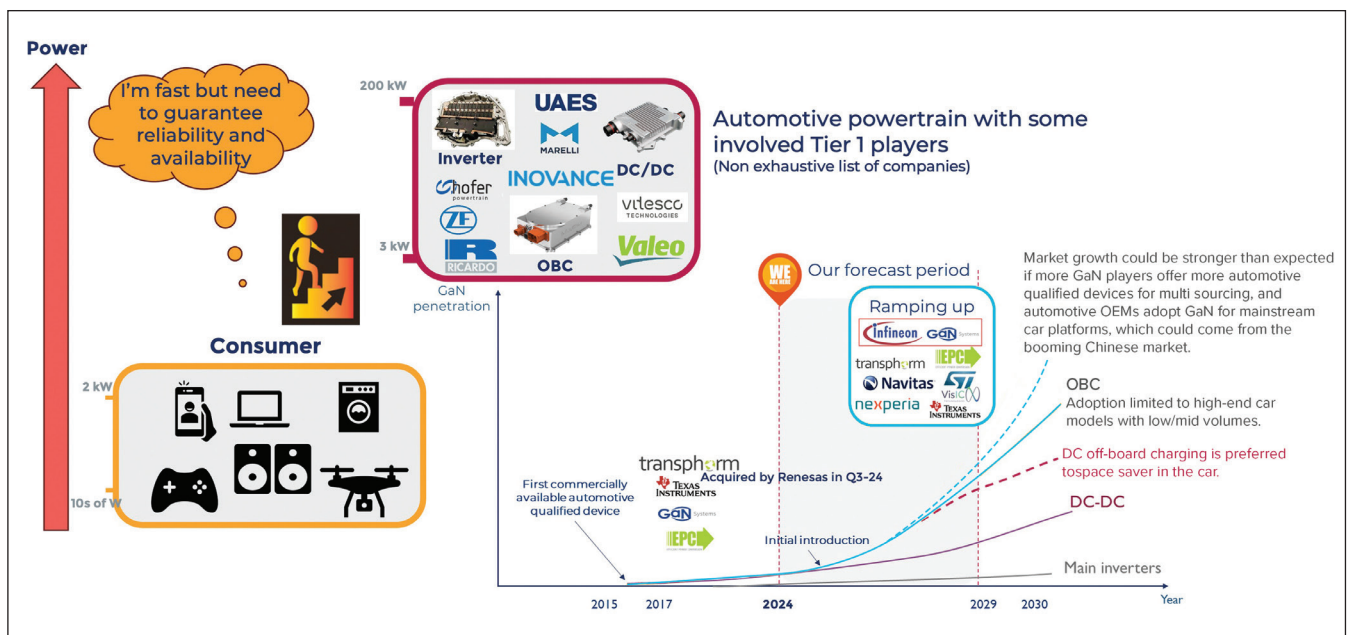 Power
I'm fast but need
to guarantee
reliability and
availability
200 kW
3 kW
Inverter
UAES
MARELLI
DC/DC
hofer
powertrain
INOVANCE
ZF
vitesco
TECHNOLOGIES
R
RICARDO
OBC
Valeo
Automotive powertrain with some
involved Tier 1 players
(Non exhaustive list of companies)
Consumer
2 kW
10s of W
GaN
penetration
WE
ARE HERE
Our forecast period
Ramping up
infineon
GaN Systems
transphorm
EPC
Navitas
ST
VisIC
nexperia
TEXAS
INSTRUMENTS
Market growth could be stronger than expected
if more GaN players offer more automotive
qualified devices for multi sourcing, and
automotive OEMs adopt GaN for mainstream
car platforms, which could come from the
booming Chinese market.
OBC
Adoption limited to high-end car
models with low/mid volumes.
DC off-board charging is preferred
tospace saver in the car.
DC-DC
Main inverters
First commercially
available automotive
qualified device
transphorm
Acquired by Renesas in Q3-24
TEXAS
INSTRUMENTS
GaN Systems
EPC
Initial introduction
2015
2017
2024
2029
2030
Year